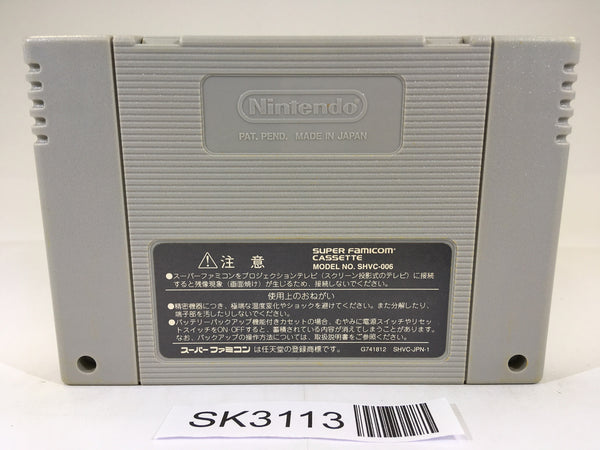 Nintendo
PAT. PEND. MADE IN JAPAN
⚠注意
SUPER FAMICOM
CASSETTE
MODEL NO. SHVC-006
●スーパーファミコンをプロジェクションテレビ(スクリーン投影式のテレビ)に接続
すると残像現象(画面焼け)が生じるため、接続しないでください。
使用上のおねがい
●精密機器につき、極端な温度変化やショックを避けてください。また分解したり、
端子部を汚したりしないでください。
●バッテリーバックアップ機能付きカセットの場合、むやみに電源スイッチやリセッ
トスイッチをON OFFすると、蓄積されている内容が消えてしまうことがあります。
なお、バックアップの操作方法については、取扱説明書をご参照ください。
スーパーファミコンは任天堂の登録商標です。 G741812 SHVC-JPN-1
SK3113